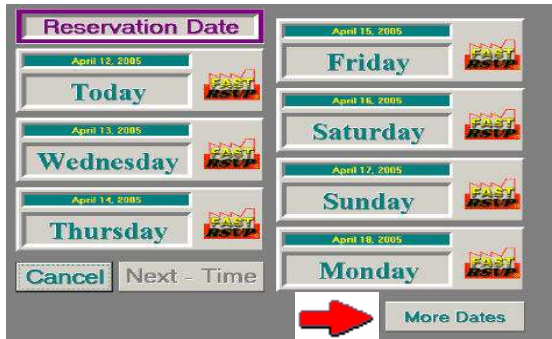 Reservation Date
April 12, 2005
Today
FAST
RSVP
April 13, 2005
Wednesday
FAST
RSVP
April 14, 2005
Thursday
FAST
RSVP
Cancel
Next - Time
April 15, 2005
Friday
FAST
RSVP
April 16, 2005
Saturday
FAST
RSVP
April 17, 2005
Sunday
FAST
RSVP
April 18, 2005
Monday
FAST
RSVP
More Dates